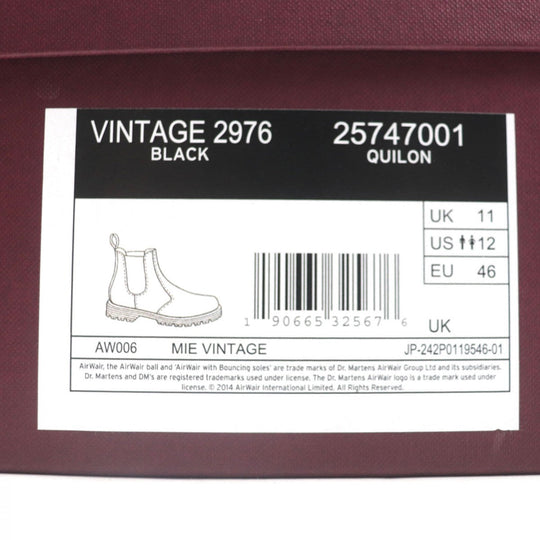 VINTAGE 2976 25747001
BLACK QUILON
UK 11
US 12
EU 46
1 90665 32567 6
UK
AW006 MIE VINTAGE JP-242P0119546-01
AirWair, the AirWair ball and 'AirWair with Bouncing soles' are trade marks of Dr. Martens AirWair Group Ltd and its subsidiaries.
Dr. Martens and DM's are registered trademarks used under license. The Dr. Martens AirWair logo is a trade mark used under
license. © 2014 AirWair International Limited. All Rights Reserved.